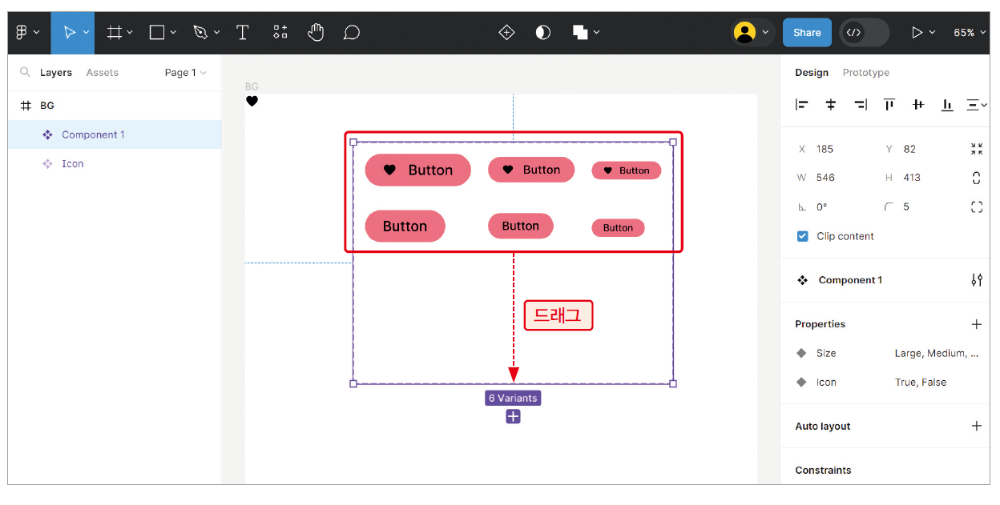 Share
65%
Layers
Assets
Page 1
BG
Component 1
Icon
BG
Button
Button
Button
Button
Button
Button
드래그
6 Variants
Design
Prototype
X 185
Y 82
W 546
H 413
0°
5
Clip content
Component 1
Properties
Size
Large, Medium, ...
Icon
True, False
Auto layout
Constraints